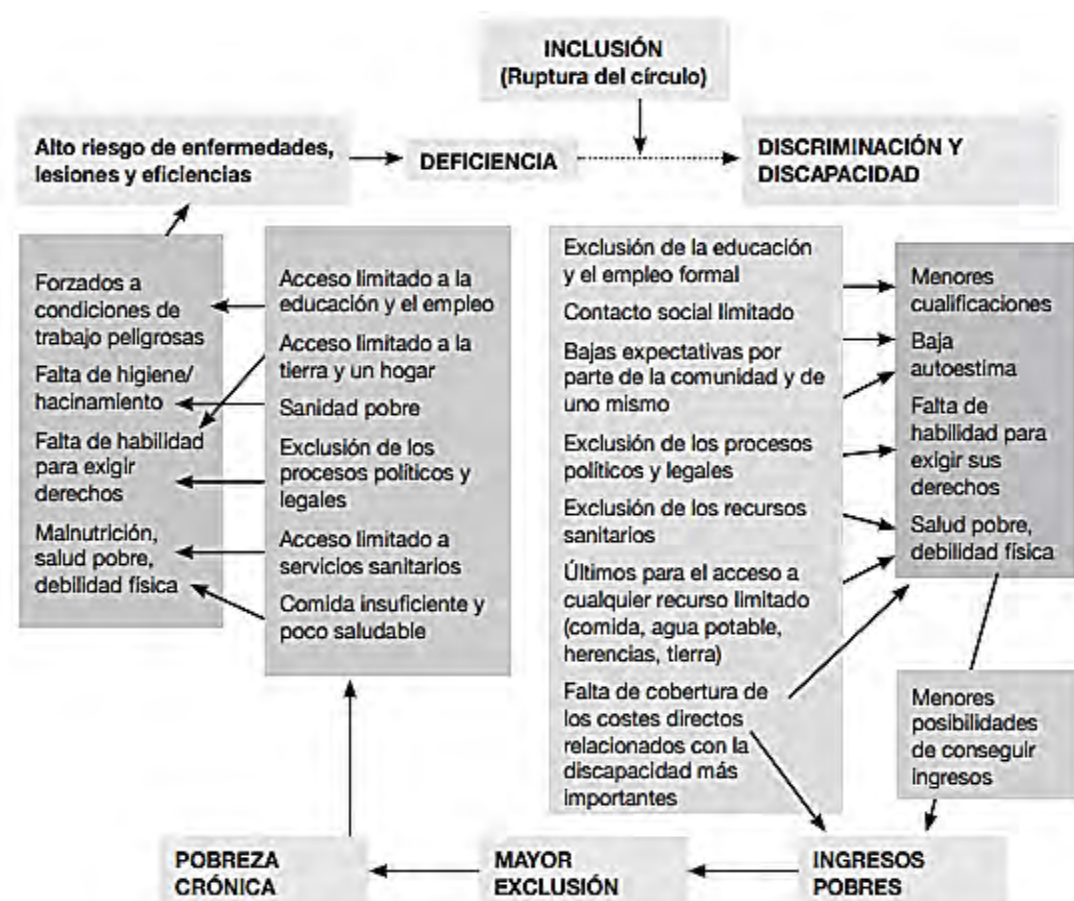 INCLUSIÓN
(Ruptura del círculo)
Alto riesgo de enfermedades,
lesiones y eficiencias
DEFICIENCIA
DISCRIMINACIÓN Y
DISCAPACIDAD
Forzados a
condiciones de
trabajo peligrosas
Falta de higiene/
hacinamiento
Falta de habilidad
para exigir
derechos
Malnutrición,
salud pobre,
debilidad física
Acceso limitado a la
educación y el empleo
Acceso limitado a la
tierra y un hogar
Sanidad pobre
Exclusión de los
procesos políticos y
legales
Acceso limitado a
servicios sanitarios
Comida insuficiente y
poco saludable
Exclusión de la educación
y el empleo formal
Contacto social limitado
Bajas expectativas por
parte de la comunidad y de
uno mismo
Exclusión de los procesos
políticos y legales
Exclusión de los recursos
sanitarios
Últimos para el acceso a
cualquier recurso limitado
(comida, agua potable,
herencias, tierra)
Falta de cobertura de
los costes directos
relacionados con la
discapacidad más
importantes
Menores
cualificaciones
Baja
autoestima
Falta de
habilidad para
exigir sus
derechos
Salud pobre,
debilidad física
Menores
posibilidades
de conseguir
ingresos
POBREZA
CRÓNICA
MAYOR
EXCLUSIÓN
INGRESOS
POBRES